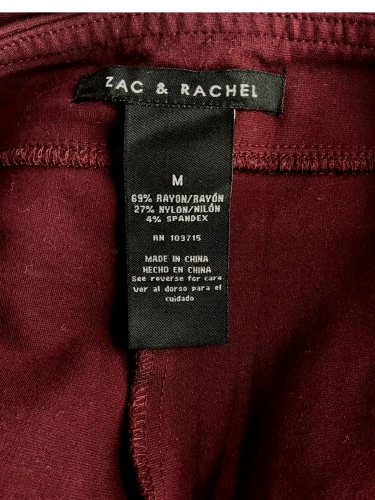 ZAC & RACHEL
M
69% RAYON/RAYÓN
27% NYLON/NILÓN
4% SPANDEX
RN 103715
MADE IN CHINA
HECHO EN CHINA
See reverse for care
Ver al dorso para el
cuidado